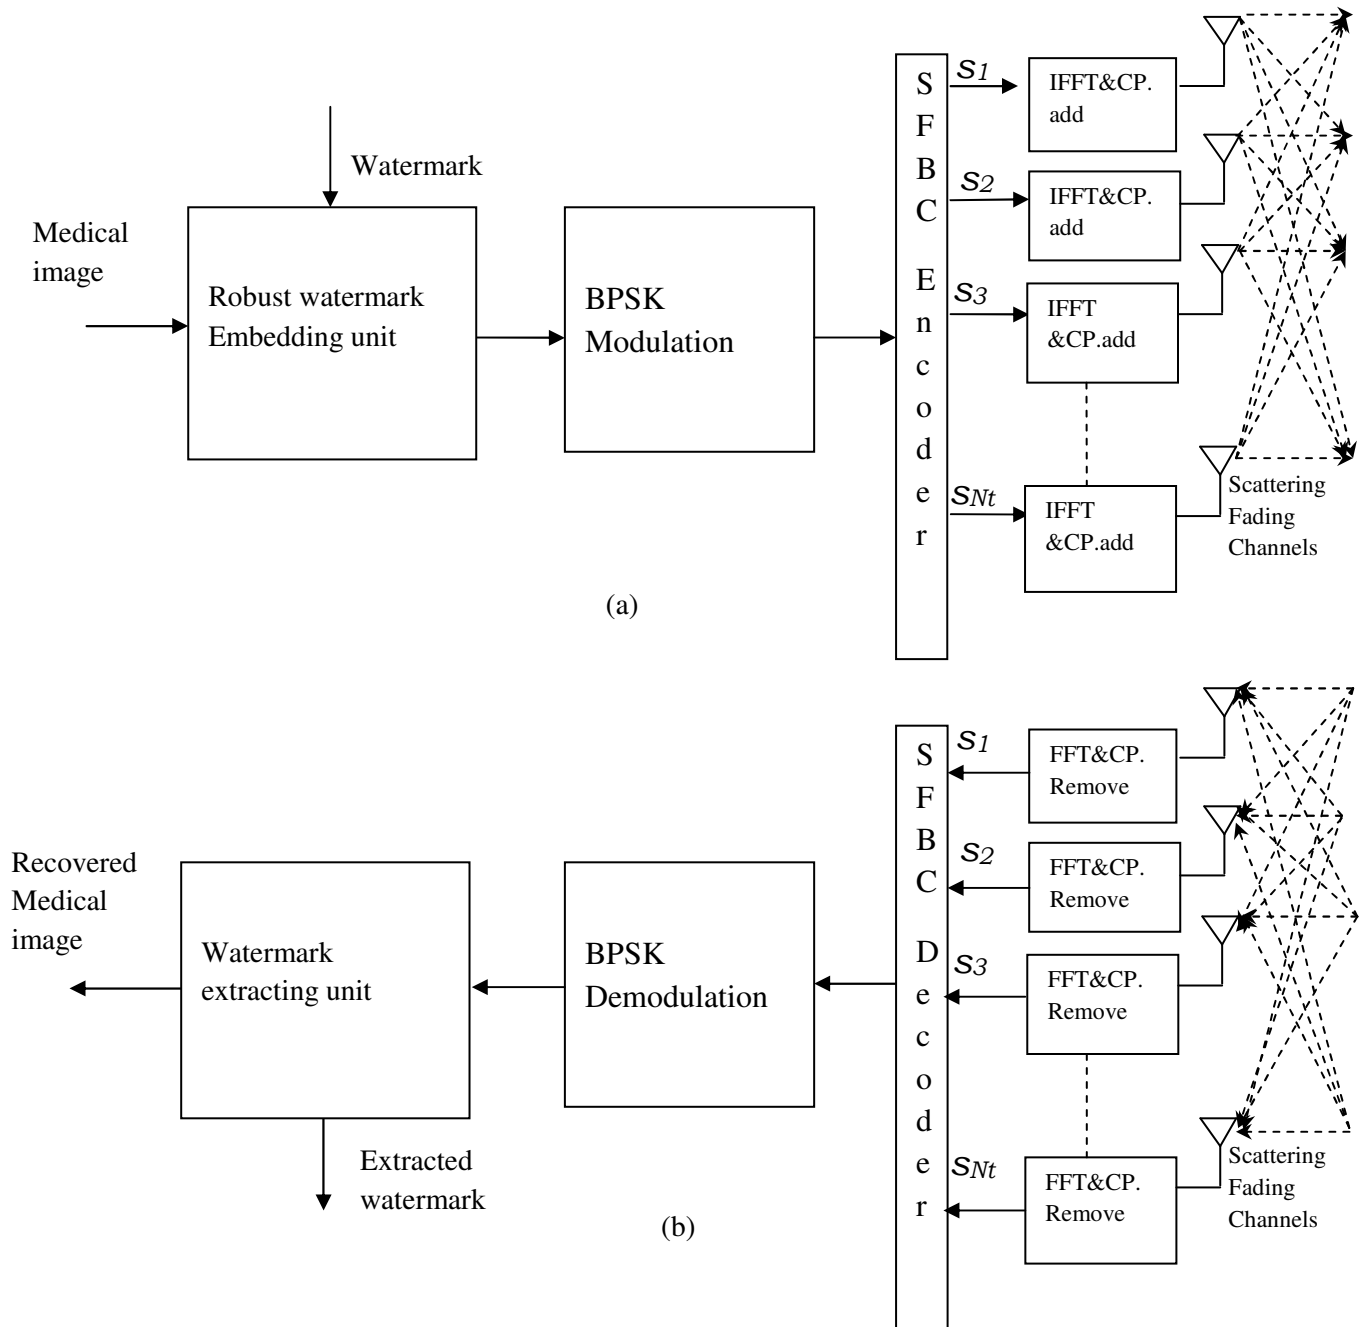 Watermark
Medical
image
Robust watermark
Embedding unit
BPSK
Modulation
S
F
B
C
E
n
c
o
d
e
r
S1
IFFT&CP.
add
S2
IFFT&CP.
add
S3
IFFT
&CP.add
SNt
IFFT
&CP.add
Scattering
Fading
Channels
(a)
Recovered
Medical
image
Watermark
extracting unit
Extracted
watermark
BPSK
Demodulation
S
F
B
C
D
e
c
o
d
e
r
S1
FFT&CP.
Remove
S2
FFT&CP.
Remove
S3
FFT&CP.
Remove
SNt
FFT&CP.
Remove
Scattering
Fading
Channels
(b)